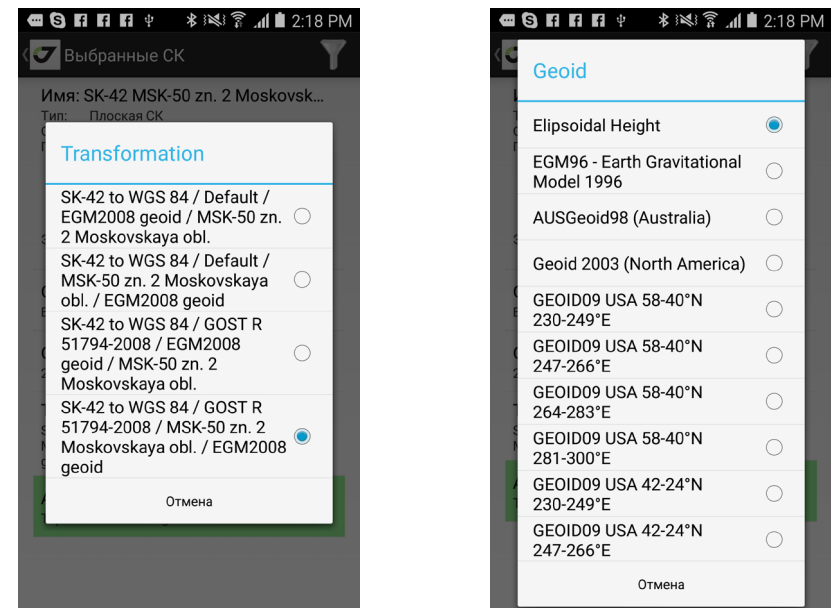 2:18 PM
Выбранные СК
Имя: SK-42 MSK-50 zn. 2 Moskovsk...
Тип: Плоская СК
Transformation
SK-42 to WGS 84 / Default /
EGM2008 geoid / MSK-50 zn.
2 Moskovskaya obl.
SK-42 to WGS 84 / Default /
MSK-50 zn. 2 Moskovskaya
obl. / EGM2008 geoid
SK-42 to WGS 84 / GOST R
51794-2008 / EGM2008
geoid / MSK-50 zn. 2
Moskovskaya obl.
SK-42 to WGS 84 / GOST R
51794-2008 / MSK-50 zn. 2
Moskovskaya obl. / EGM2008
geoid
Отмена
2:18 PM
Geoid
Elipsoidal Height
EGM96 - Earth Gravitational
Model 1996
AUSGeoid98 (Australia)
Geoid 2003 (North America)
GEOID09 USA 58-40°N
230-249°E
GEOID09 USA 58-40°N
247-266°E
GEOID09 USA 58-40°N
264-283°E
GEOID09 USA 58-40°N
281-300°E
GEOID09 USA 42-24°N
230-249°E
GEOID09 USA 42-24°N
247-266°E
Отмена